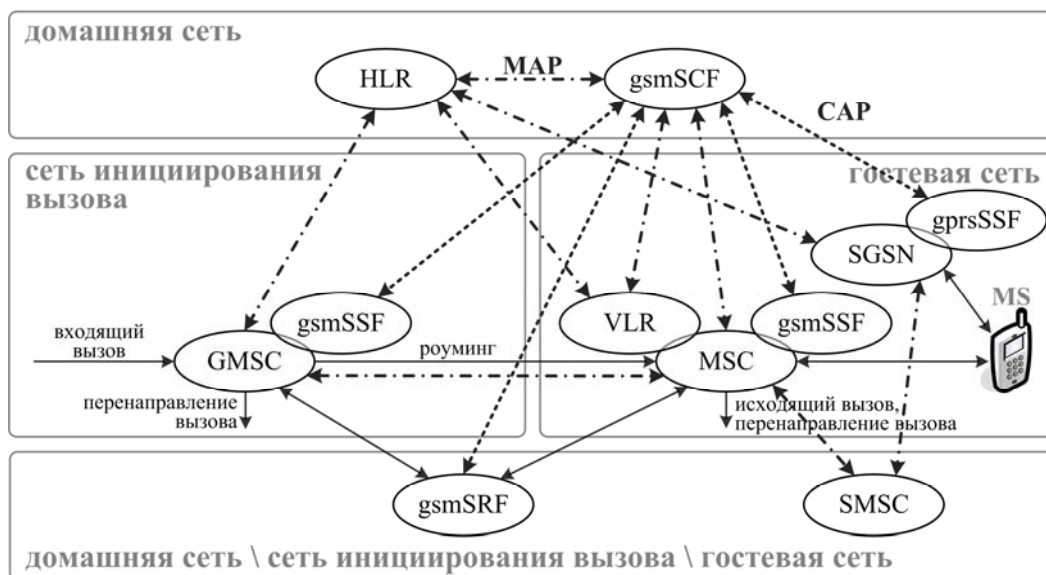 домашняя сеть
HLR
MAP
gsmSCF
CAP
сеть инициирования
вызова
гостевая сеть
gprsSSF
SGSN
MS
gsmSSF
VLR
gsmSSF
входящий
вызов
GMSC
роуминг
MSC
перенаправление
вызова
исходящий вызов,
перенаправление вызова
gsmSRF
SMSC
домашняя сеть \ сеть инициирования вызова \ гостевая сеть